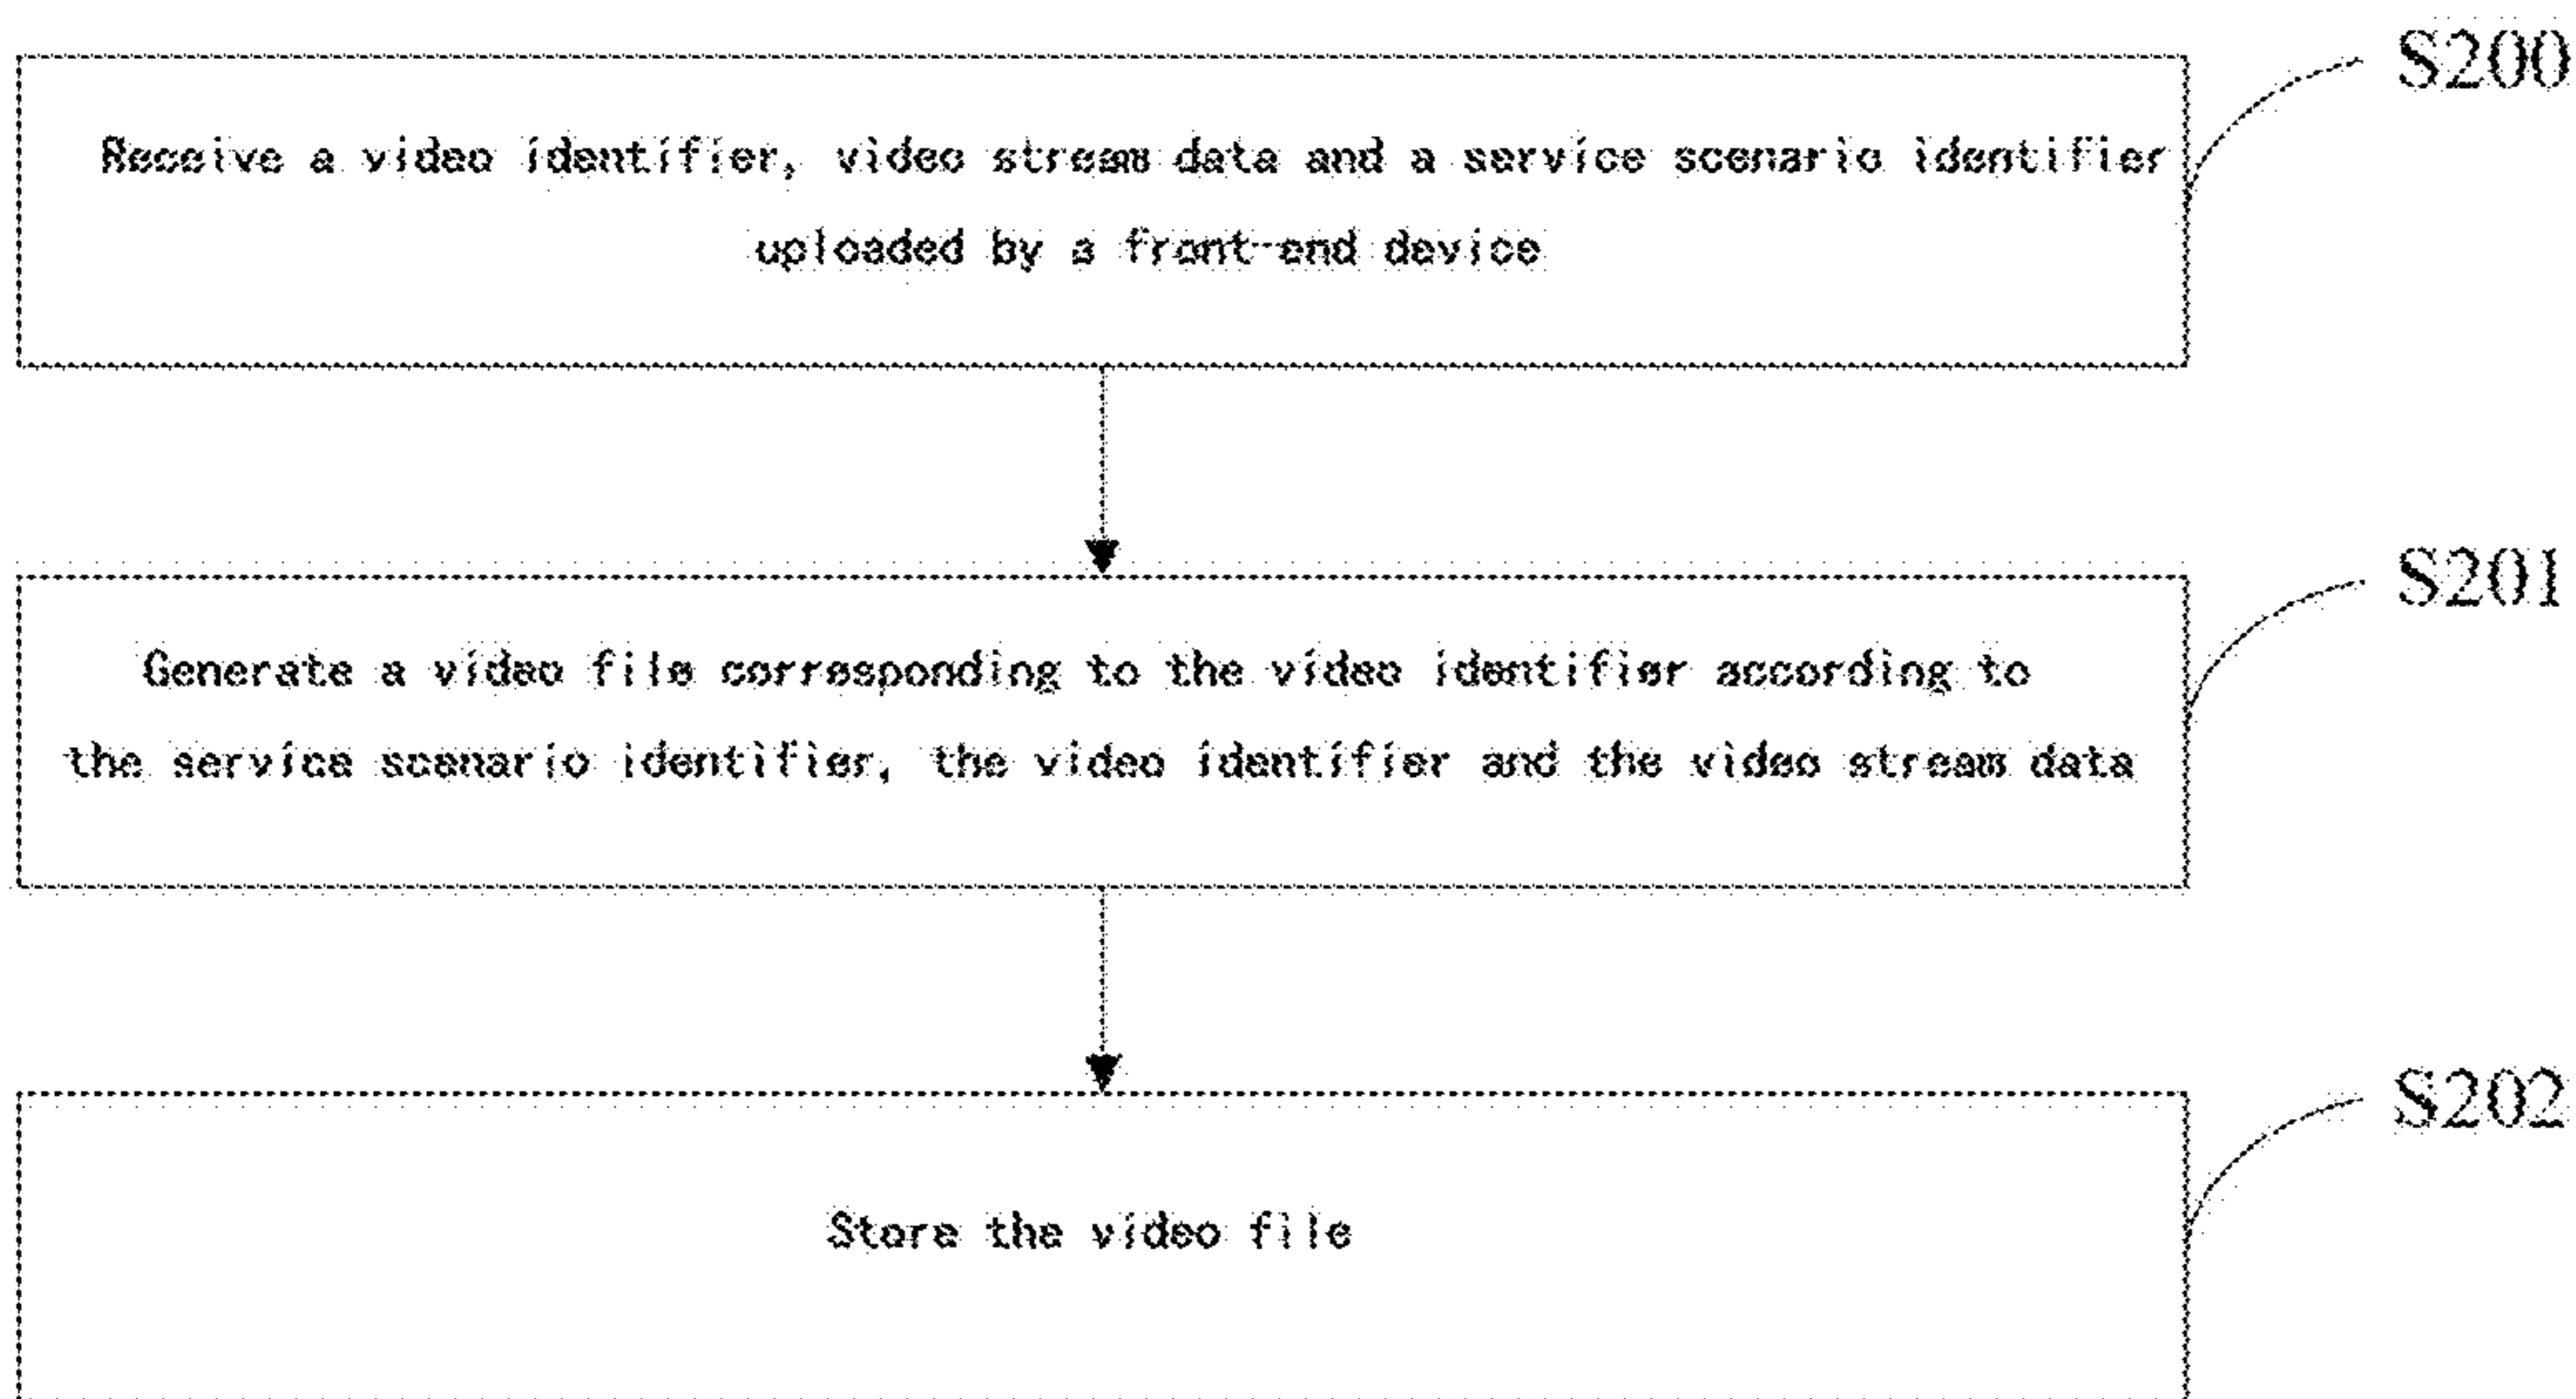 S200
Receive a video identifier, video stream data and a service scenario identifier
uploaded by a front-end device
S201
Generate a video file corresponding to the video identifier according to
the service scenario identifier, the video identifier and the video stream data
S202
Store the video file